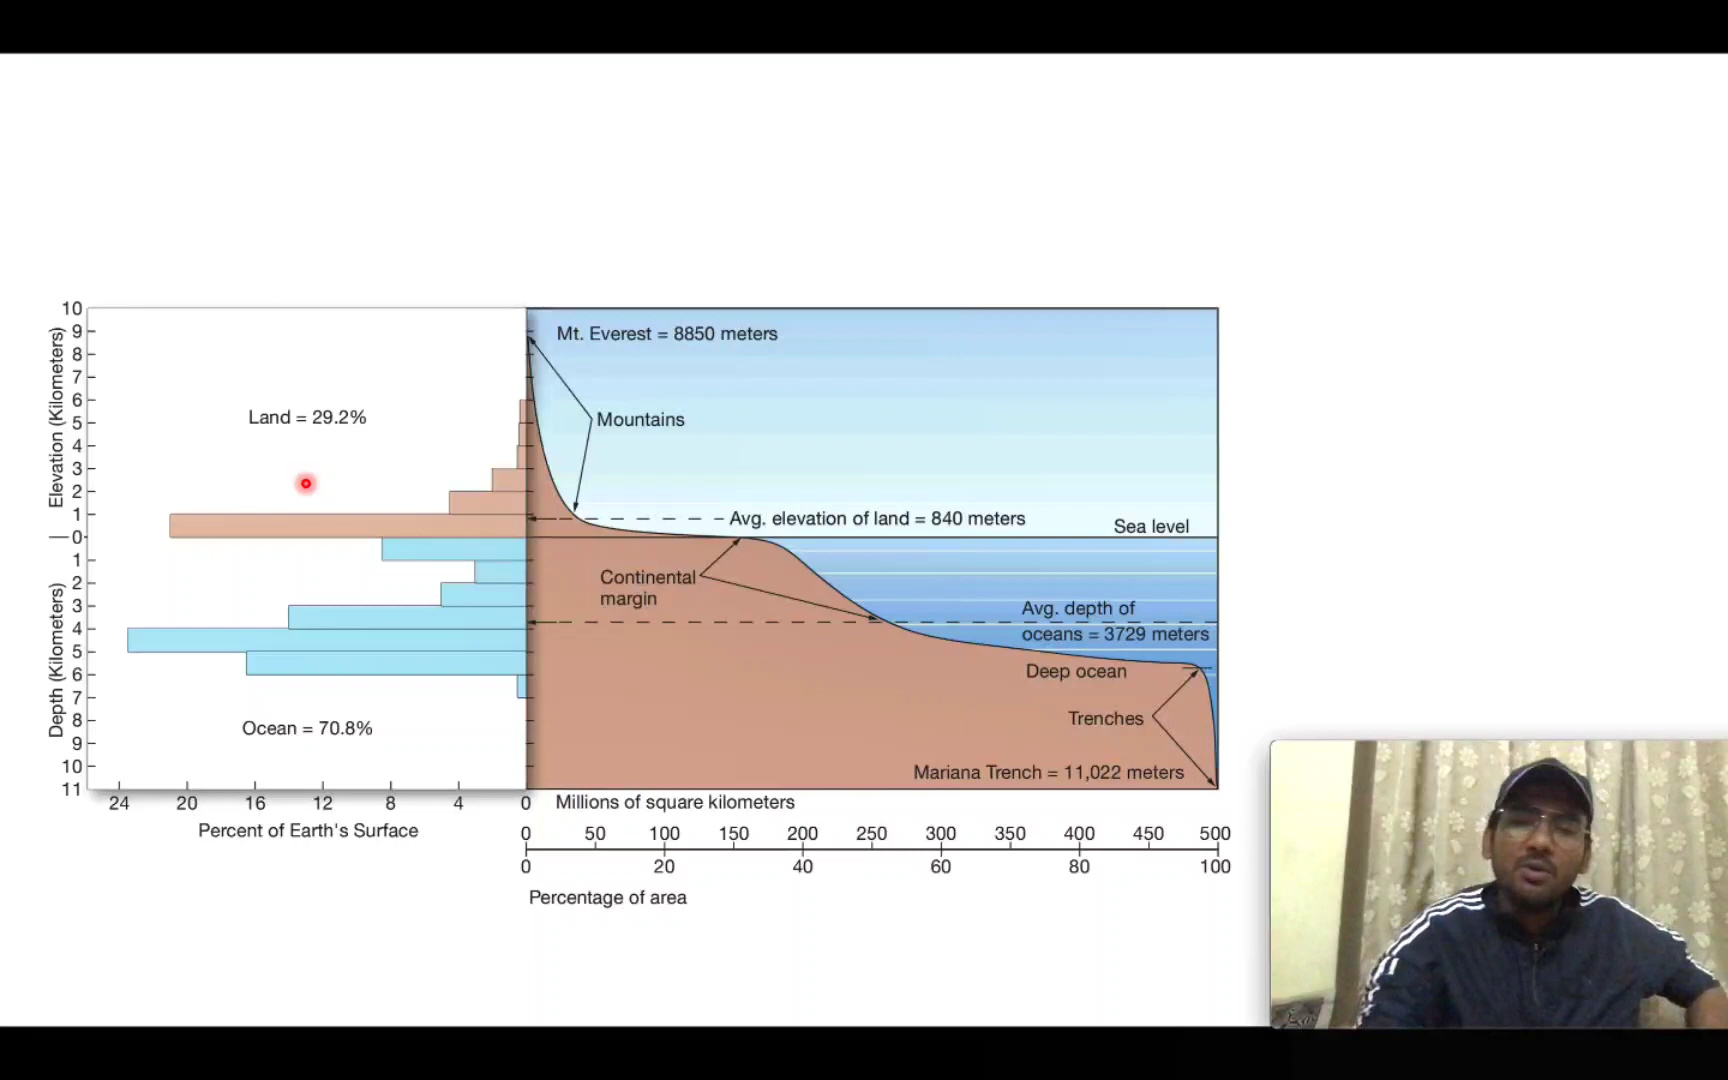 10
9
8
7
6
5
4
3
2
1
0
1
2
3
4
5
6
7
8
9
10
11
Elevation (Kilometers)
Depth (Kilometers)
Land = 29.2%
Ocean = 70.8%
24 20 16 12 8 4 0
Percent of Earth's Surface
Mt. Everest = 8850 meters
Mountains
Avg. elevation of land = 840 meters
Sea level
Continental
margin
Avg. depth of
oceans = 3729 meters
Deep ocean
Trenches
Mariana Trench = 11,022 meters
Millions of square kilometers
0 50 100 150 200 250 300 350 400 450 500
0 20 40 60 80 100
Percentage of area